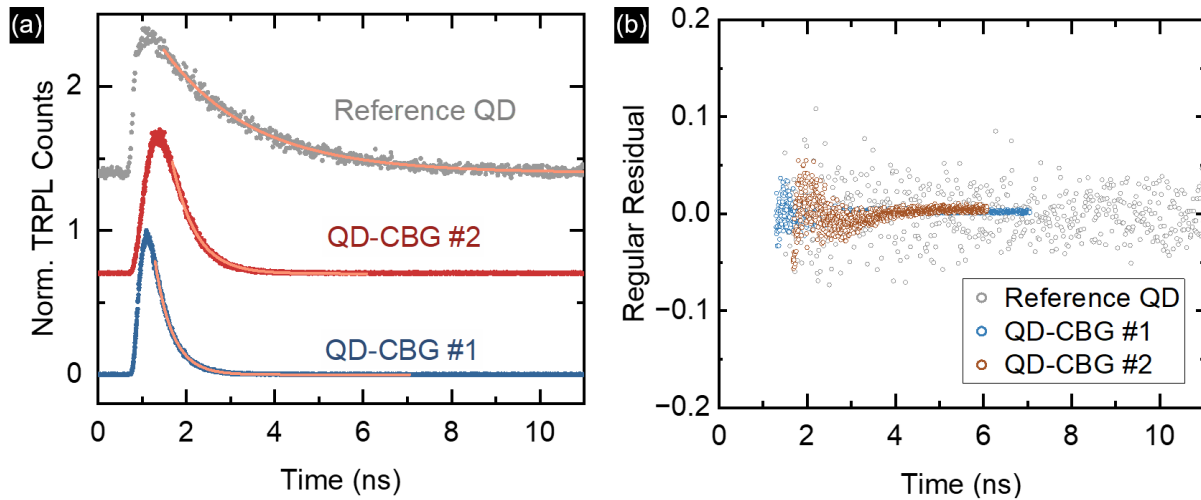 (a)
Norm. TRPL Counts
2
1
0
Reference QD
QD-CBG #2
QD-CBG #1
0 2 4 6 8 10
Time (ns)
(b)
Regular Residual
0.2
0.1
0.0
−0.1
−0.2
Reference QD
QD-CBG #1
QD-CBG #2
0 2 4 6 8 10
Time (ns)